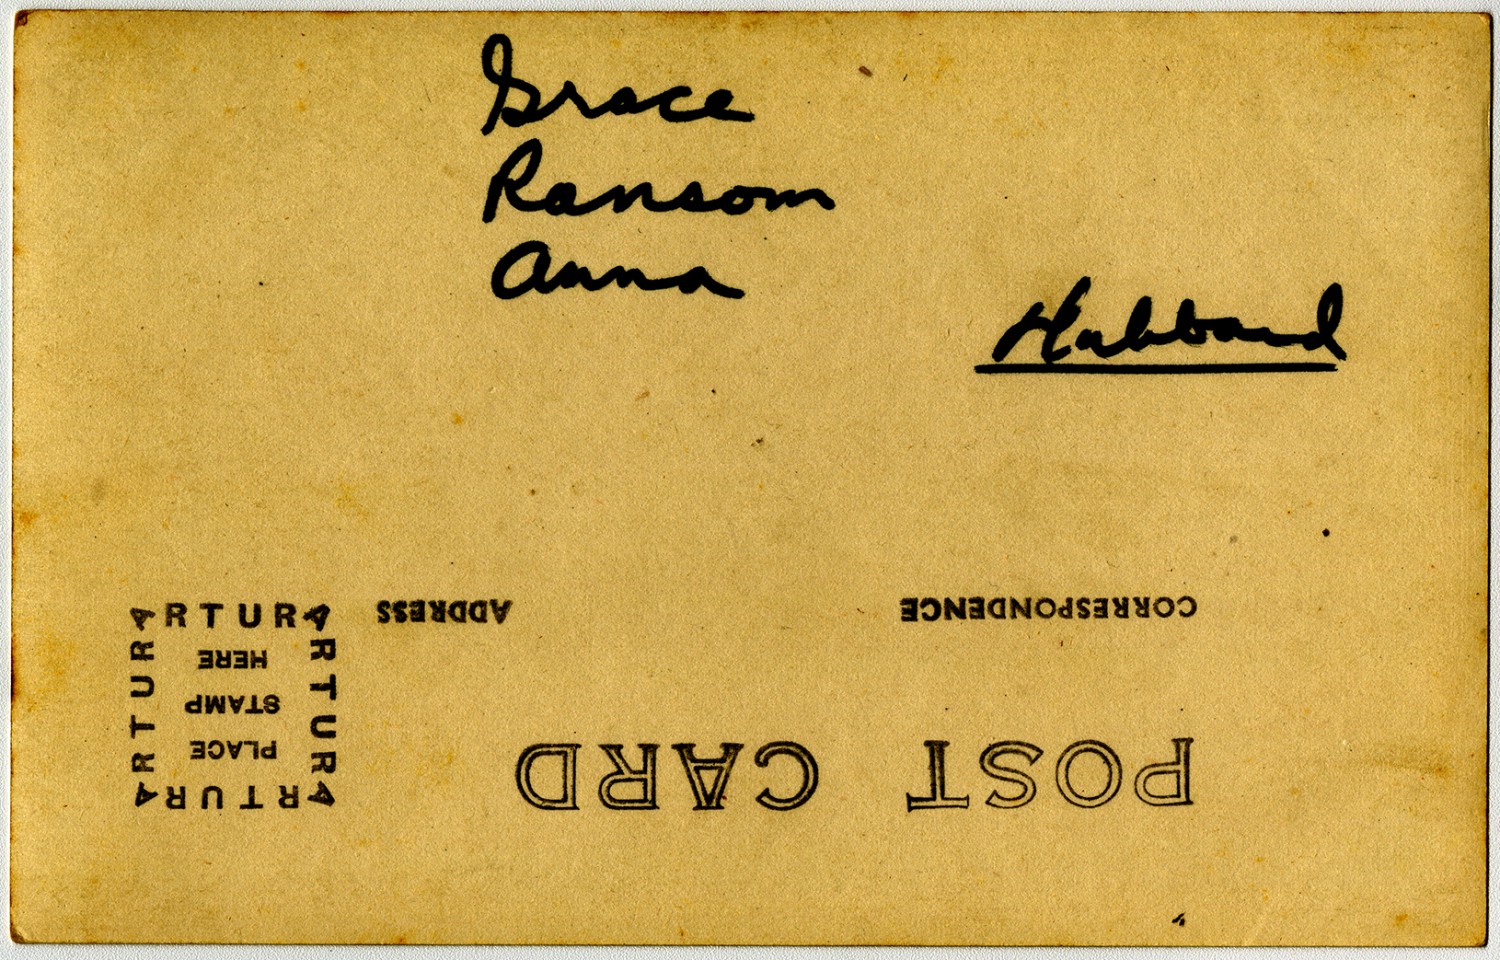 Grace
Ransom
Anna
Hubbard
POST CARD
CORRESPONDENCE
ADDRESS
ARTURA
ARTURA
ARTURA
ARTURA
PLACE
STAMP
HERE